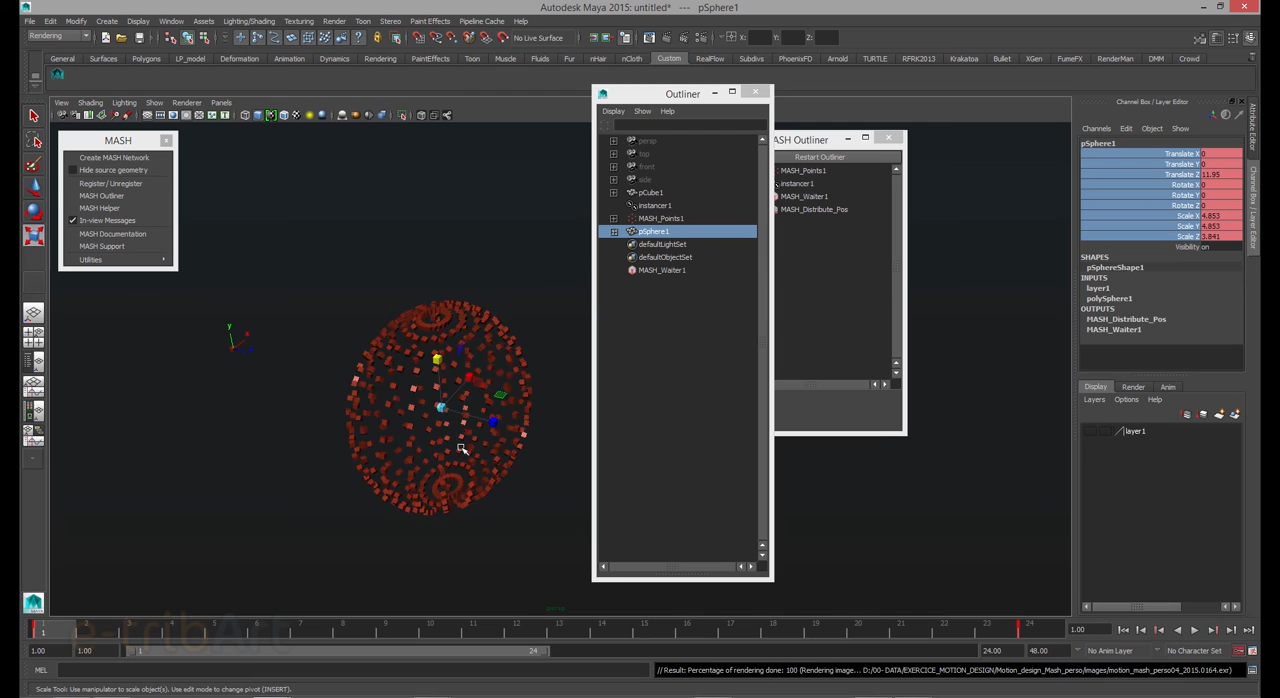 Autodesk Maya 2015: untitled* --- pSphere1
File Edit Modify Create Display Window Assets Lighting/Shading Texturing Render Toon Stereo Paint Effects Pipeline Cache Help
Rendering No Live Surface X: Y: Z:
General Surfaces Polygons LP_model Deformation Animation Dynamics Rendering PaintEffects Toon Muscle Fluids Fur nHair nCloth Custom RealFlow Subdivs PhoenixFD Arnold TURTLE RFRK2013 Krakatoa Bullet XGen FumeFX RenderMan DMM Crowd
View Shading Lighting Show Renderer Panels
MASH
Create MASH Network
Hide source geometry
Register/ Unregister
MASH Outliner
MASH Helper
In-view Messages
MASH Documentation
MASH Support
Utilities
y
x
Outliner
Display Show Help
persp
top
front
side
pCube1
instancer1
MASH_Points1
pSphere1
defaultLightSet
defaultObjectSet
MASH_Waiter1
ASH Outliner
Restart Outliner
MASH_Points1
instancer1
MASH_Waiter1
MASH_Distribute_Pos
Channel Box / Layer Editor
Channels Edit Object Show
pSphere1
Translate X 0
Translate Y 0
Translate Z 11.95
Rotate X 0
Rotate Y 0
Rotate Z 0
Scale X 4.853
Scale Y 4.853
Scale Z 3.841
Visibility on
SHAPES
pSphereShape1
INPUTS
layer1
polySphere1
OUTPUTS
MASH_Distribute_Pos
MASH_Waiter1
Attribute Editor
Channel Box / Layer Editor
Display Render Anim
Layers Options Help
layer1
persp
e-tribArt
1 2 3 4 5 6 7 8 9 10 11 12 13 14 15 16 17 18 19 20 21 22 23 24
1
1.00
1.00 1.00 1 24 24.00 48.00 No Anim Layer No Character Set
MEL // Result: Percentage of rendering done: 100 (Rendering image... D:/00- DATA/EXERCICE_MOTION_DESIGN/Motion_design_Mash_perso/images/motion_mash_perso04_2015.0164.exr)
Scale Tool: Use manipulator to scale object(s). Use edit mode to change pivot (INSERT).